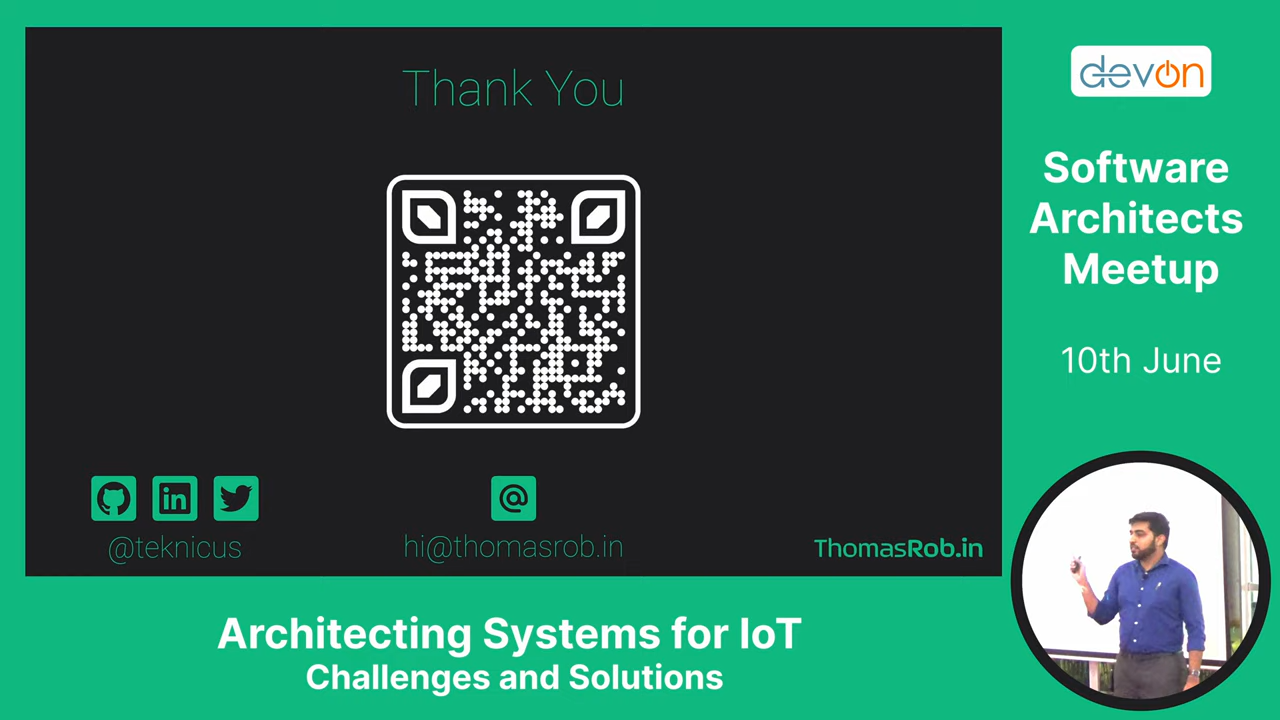 Thank You
@teknicus
hi@thomasrob.in
ThomasRob.in
devon
Software
Architects
Meetup
10th June
Architecting Systems for IoT
Challenges and Solutions